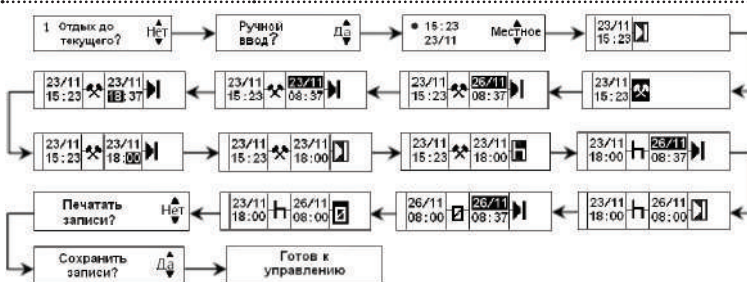 1 Отдых до текущего? Нет
Ручной ввод? Да
15:23 23/11 Местное
23/11 15:23
23/11 15:23 23/11 18:37
23/11 15:23 23/11 08:37
23/11 15:23 26/11 08:37
23/11 15:23
23/11 15:23 23/11 18:00
23/11 15:23 23/11 18:00
23/11 15:23 23/11 18:00
23/11 18:00 26/11 08:37
Печатать записи? Нет
23/11 18:00 26/11 08:00
26/11 08:00 26/11 08:37
23/11 18:00 26/11 08:00
Сохранить записи? Да
Готов к управлению